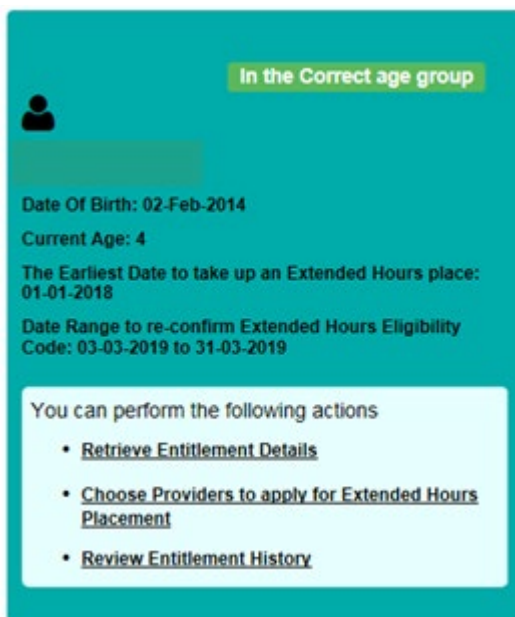 In the Correct age group
Date Of Birth: 02-Feb-2014
Current Age: 4
The Earliest Date to take up an Extended Hours place:
01-01-2018
Date Range to re-confirm Extended Hours Eligibility
Code: 03-03-2019 to 31-03-2019
You can perform the following actions
• Retrieve Entitlement Details
• Choose Providers to apply for Extended Hours
Placement
• Review Entitlement History